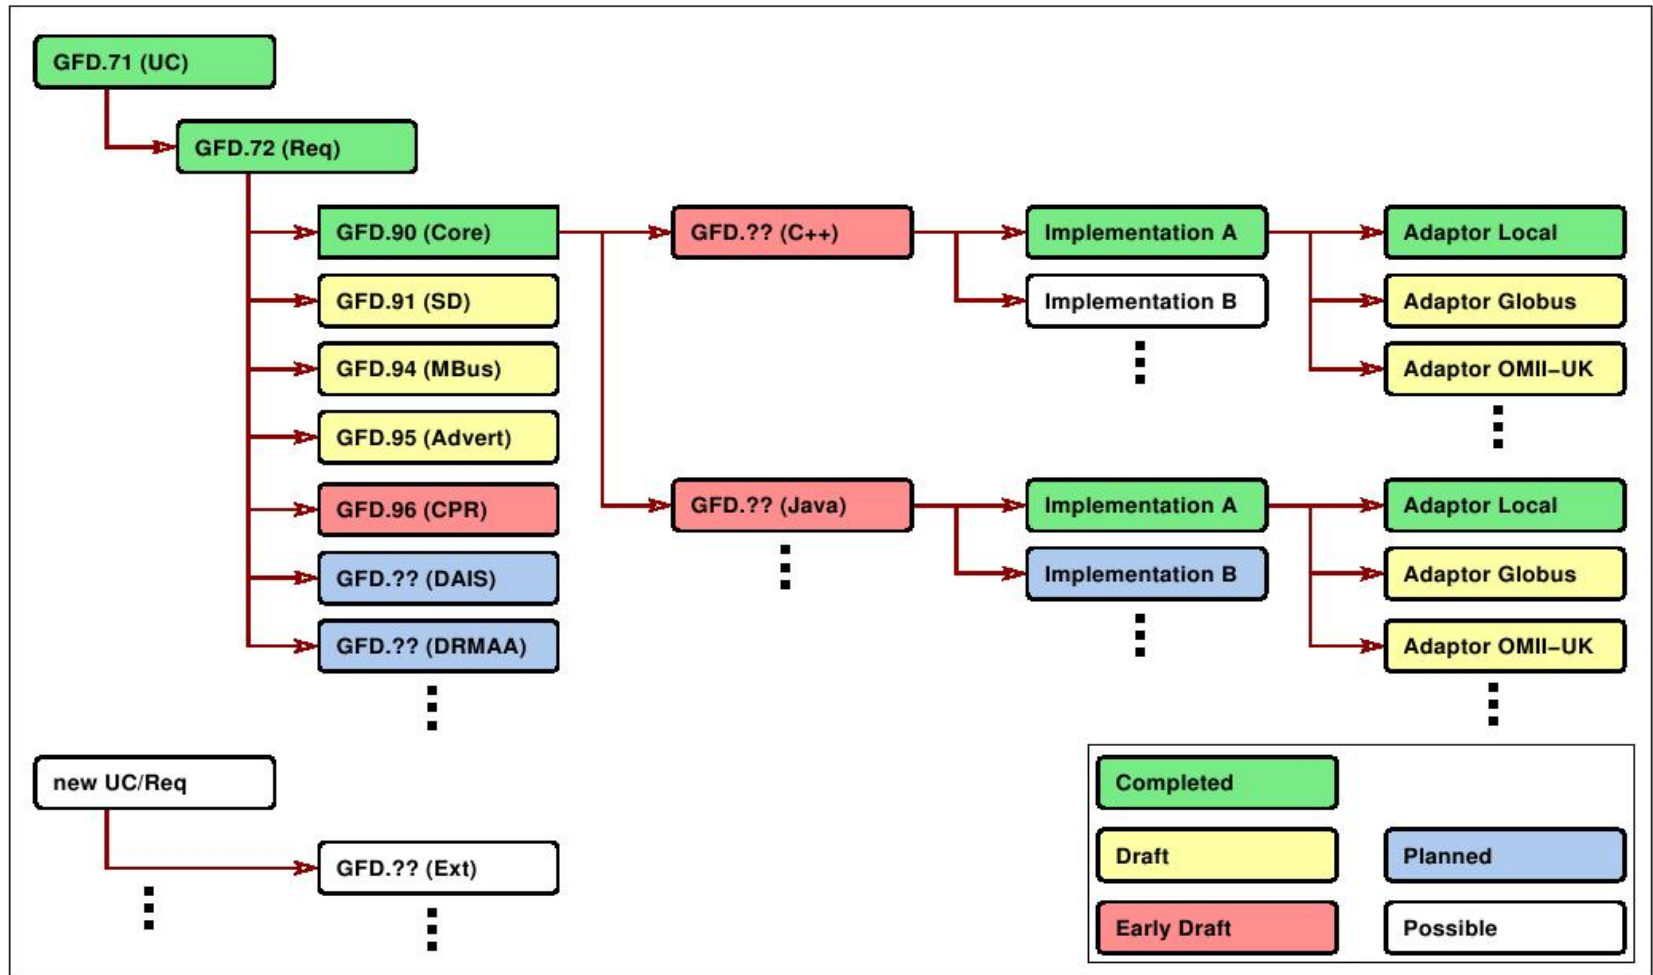 GFD.71 (UC)
GFD.72 (Req)
GFD.90 (Core)
GFD.?? (C++)
Implementation A
Adaptor Local
GFD.91 (SD)
Implementation B
Adaptor Globus
GFD.94 (MBus)
Adaptor OMII–UK
GFD.95 (Advert)
GFD.96 (CPR)
GFD.?? (Java)
Implementation A
Adaptor Local
GFD.?? (DAIS)
Implementation B
Adaptor Globus
GFD.?? (DRMAA)
Adaptor OMII–UK
new UC/Req
GFD.?? (Ext)
Completed
Draft
Planned
Early Draft
Possible